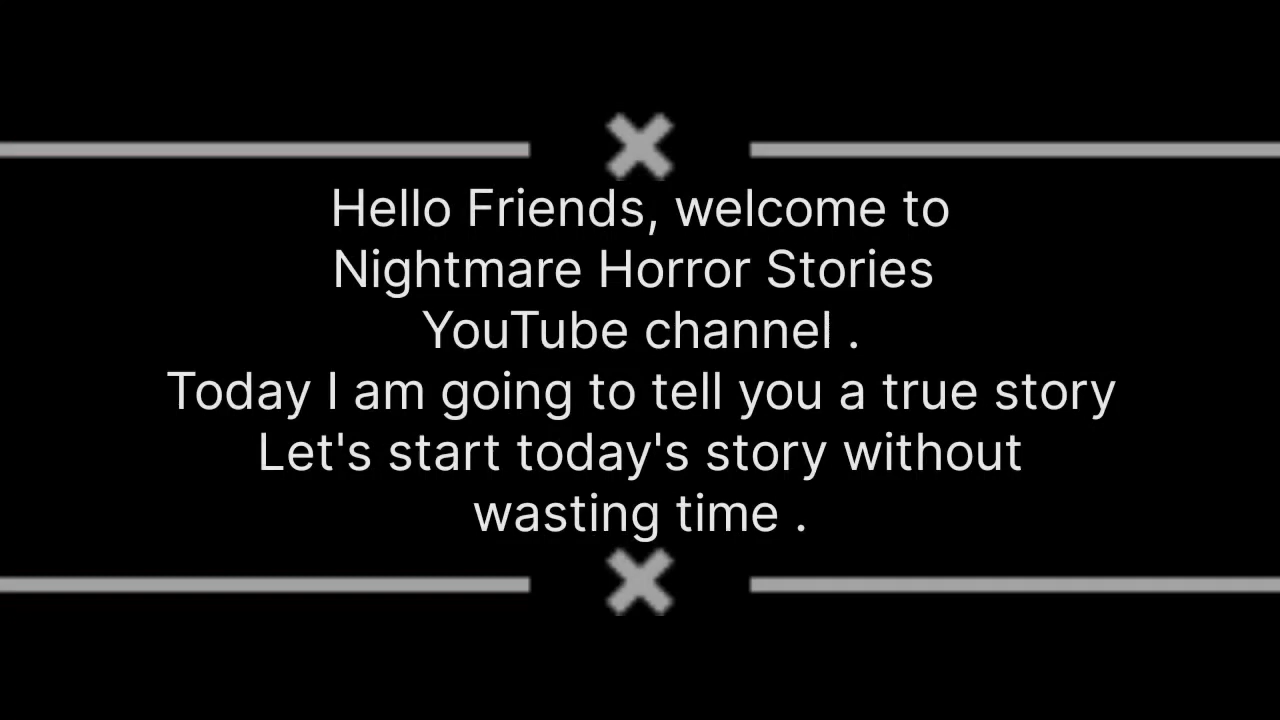 Hello Friends, welcome to
Nightmare Horror Stories
YouTube channel .
Today I am going to tell you a true story
Let's start today's story without
wasting time .